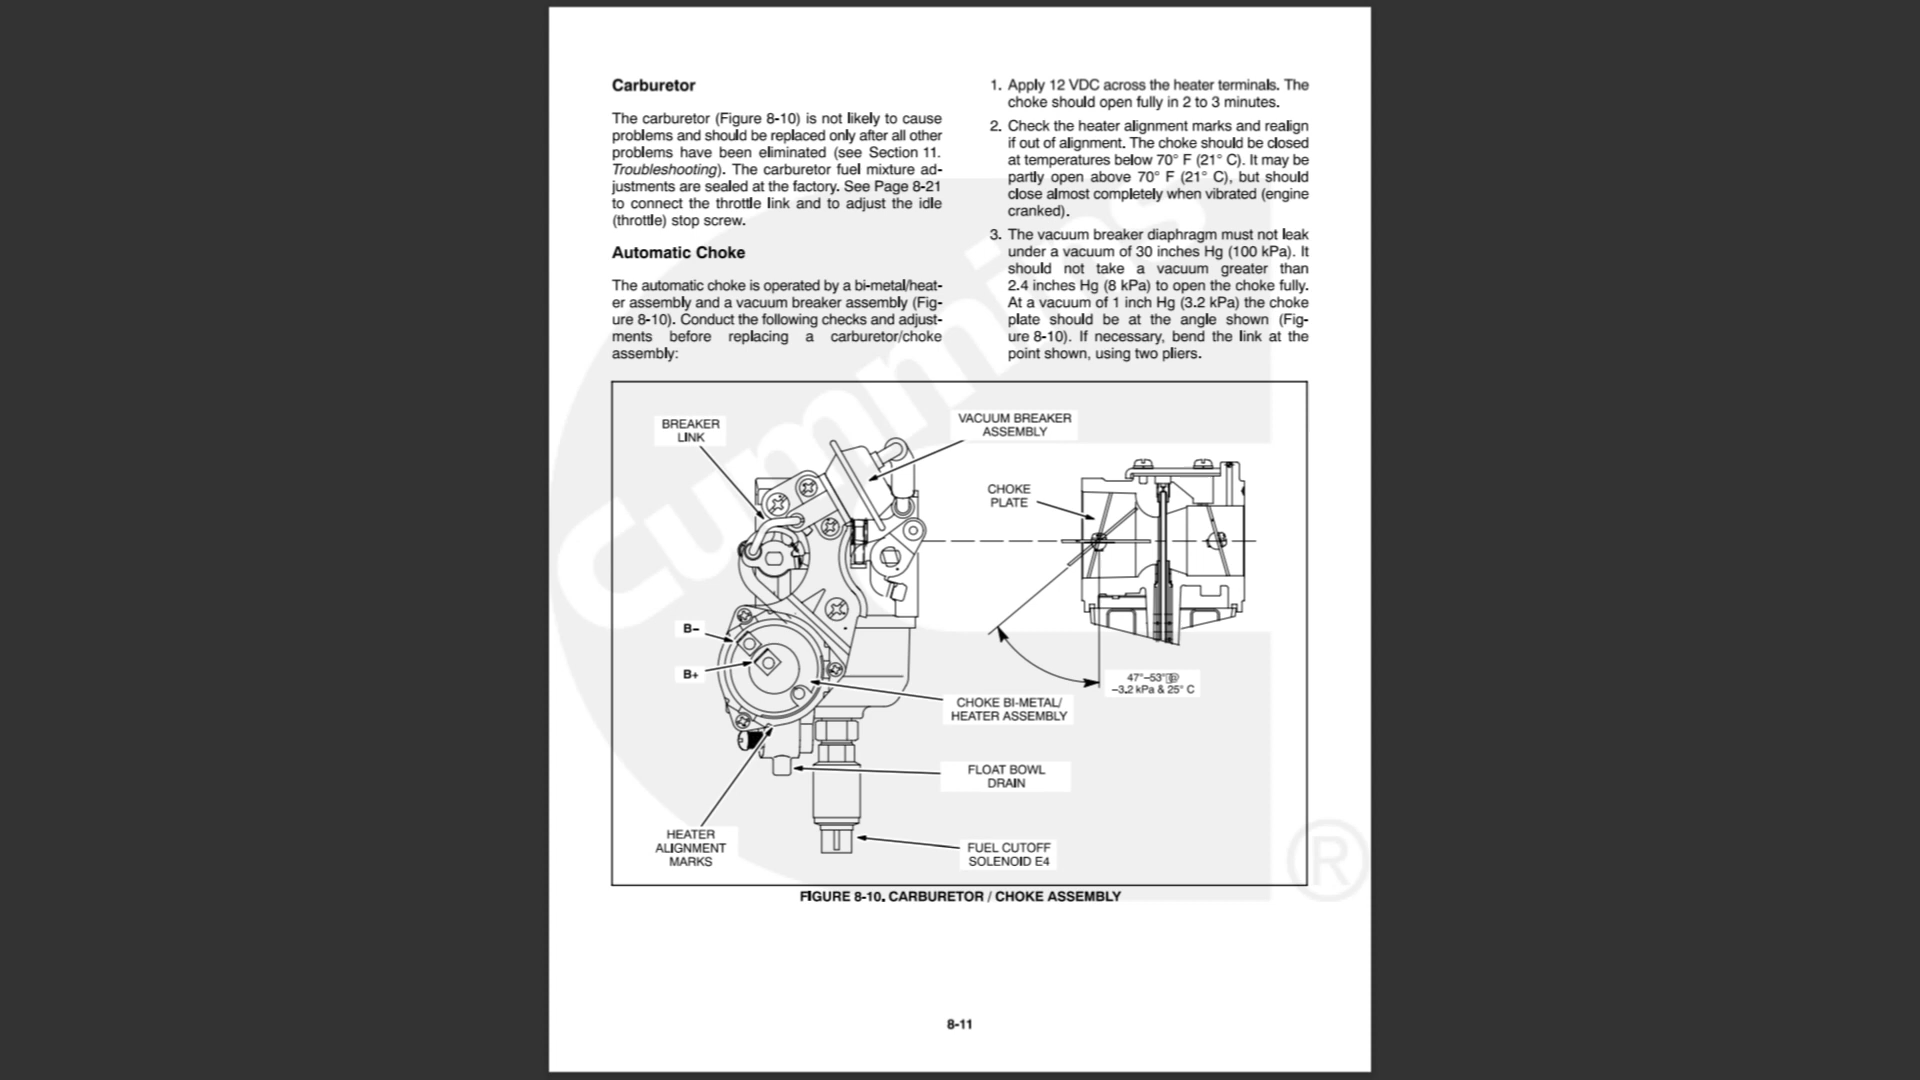 Carburetor
The carburetor (Figure 8-10) is not likely to cause
problems and should be replaced only after all other
problems have been eliminated (see Section 11.
Troubleshooting). The carburetor fuel mixture ad-
justments are sealed at the factory. See Page 8-21
to connect the throttle link and to adjust the idle
(throttle) stop screw.
Automatic Choke
The automatic choke is operated by a bi-metal/heat-
er assembly and a vacuum breaker assembly (Fig-
ure 8-10). Conduct the following checks and adjust-
ments before replacing a carburetor/choke
assembly:
1. Apply 12 VDC across the heater terminals. The
choke should open fully in 2 to 3 minutes.
2. Check the heater alignment marks and realign
if out of alignment. The choke should be closed
at temperatures below 70° F (21° C). It may be
partly open above 70° F (21° C), but should
close almost completely when vibrated (engine
cranked).
3. The vacuum breaker diaphragm must not leak
under a vacuum of 30 inches Hg (100 kPa). It
should not take a vacuum greater than
2.4 inches Hg (8 kPa) to open the choke fully.
At a vacuum of 1 inch Hg (3.2 kPa) the choke
plate should be at the angle shown (Fig-
ure 8-10). If necessary, bend the link at the
point shown, using two pliers.
Cummins
BREAKER
LINK
VACUUM BREAKER
ASSEMBLY
CHOKE
PLATE
B–
B+
47°–53°
–3.2 kPa & 25° C
CHOKE BI-METAL/
HEATER ASSEMBLY
FLOAT BOWL
DRAIN
HEATER
ALIGNMENT
MARKS
FUEL CUTOFF
SOLENOID E4
®
FIGURE 8-10. CARBURETOR / CHOKE ASSEMBLY
8-11